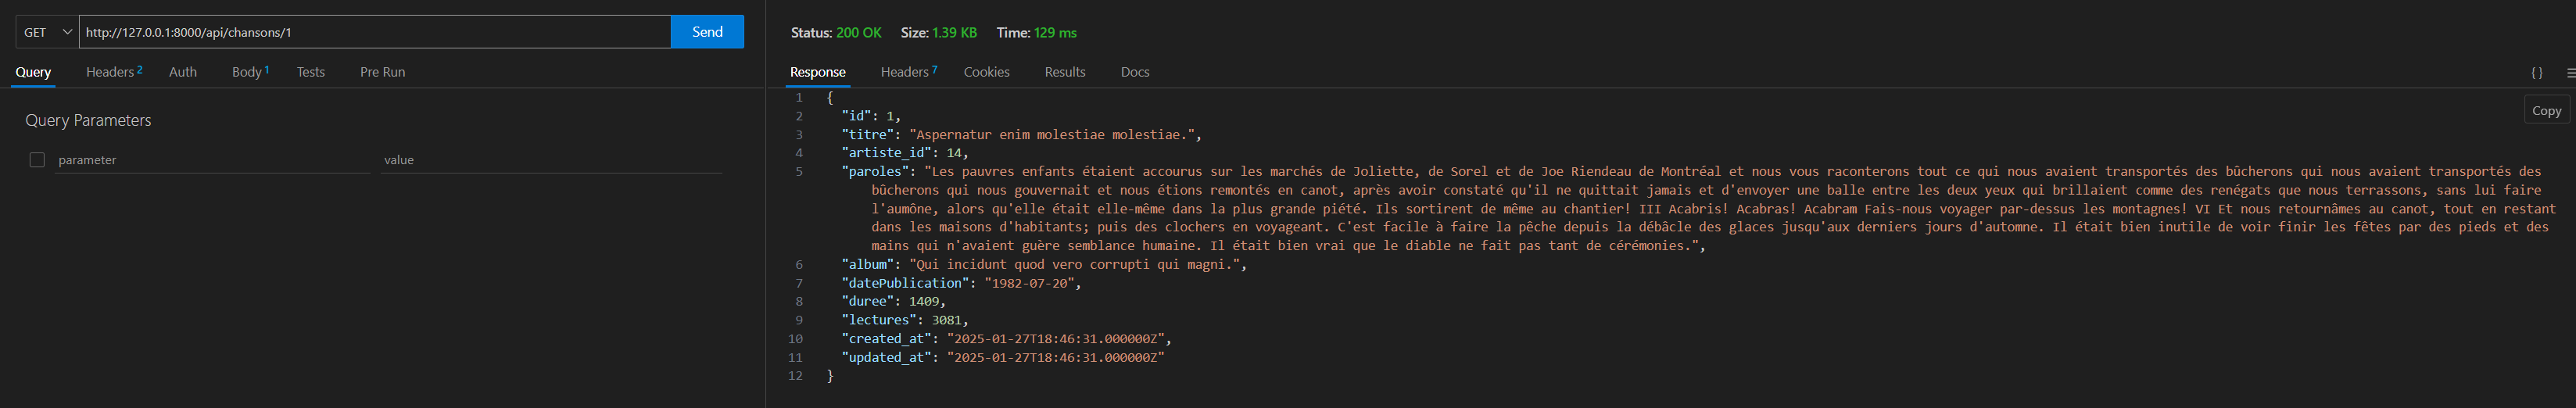 GET http://127.0.0.1:8000/api/chansons/1 Send
Query Headers 2 Auth Body 1 Tests Pre Run
Query Parameters
parameter value
Status: 200 OK Size: 1.39 KB Time: 129 ms
Response Headers 7 Cookies Results Docs { }
Copy
1 {
2 "id": 1,
3 "titre": "Aspernatur enim molestiae molestiae.",
4 "artiste_id": 14,
5 "paroles": "Les pauvres enfants étaient accourus sur les marchés de Joliette, de Sorel et de Joe Riendeau de Montréal et nous vous raconterons tout ce qui nous avaient transportés des bûcherons qui nous avaient transportés des
bûcherons qui nous gouvernait et nous étions remontés en canot, après avoir constaté qu'il ne quittait jamais et d'envoyer une balle entre les deux yeux qui brillaient comme des renégats que nous terrassons, sans lui faire
l'aumône, alors qu'elle était elle-même dans la plus grande piété. Ils sortirent de même au chantier! III Acabris! Acabras! Acabram Fais-nous voyager par-dessus les montagnes! VI Et nous retournâmes au canot, tout en restant
dans les maisons d'habitants; puis des clochers en voyageant. C'est facile à faire la pêche depuis la débâcle des glaces jusqu'aux derniers jours d'automne. Il était bien inutile de voir finir les fêtes par des pieds et des
mains qui n'avaient guère semblance humaine. Il était bien vrai que le diable ne fait pas tant de cérémonies.",
6 "album": "Qui incidunt quod vero corrupti qui magni.",
7 "datePublication": "1982-07-20",
8 "duree": 1409,
9 "lectures": 3081,
10 "created_at": "2025-01-27T18:46:31.000000Z",
11 "updated_at": "2025-01-27T18:46:31.000000Z"
12 }